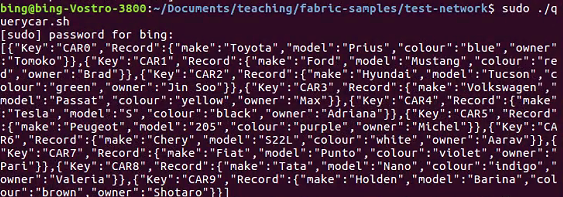 bing@bing-Vostro-3800:~/Documents/teaching/fabric-samples/test-network$ sudo ./q
uerycar.sh
[sudo] password for bing:
[{"Key":"CAR0","Record":{"make":"Toyota","model":"Prius","colour":"blue","owner"
:"Tomoko"}},{"Key":"CAR1","Record":{"make":"Ford","model":"Mustang","colour":"re
d","owner":"Brad"}},{"Key":"CAR2","Record":{"make":"Hyundai","model":"Tucson","c
olour":"green","owner":"Jin Soo"}},{"Key":"CAR3","Record":{"make":"Volkswagen","
model":"Passat","colour":"yellow","owner":"Max"}},{"Key":"CAR4","Record":{"make"
:"Tesla","model":"S","colour":"black","owner":"Adriana"}},{"Key":"CAR5","Record"
:{"make":"Peugeot","model":"205","colour":"purple","owner":"Michel"}},{"Key":"CA
R6","Record":{"make":"Chery","model":"S22L","colour":"white","owner":"Aarav"}},{
"Key":"CAR7","Record":{"make":"Fiat","model":"Punto","colour":"violet","owner":"
Pari"}},{"Key":"CAR8","Record":{"make":"Tata","model":"Nano","colour":"indigo","
owner":"Valeria"}},{"Key":"CAR9","Record":{"make":"Holden","model":"Barina","col
our":"brown","owner":"Shotaro"}}]